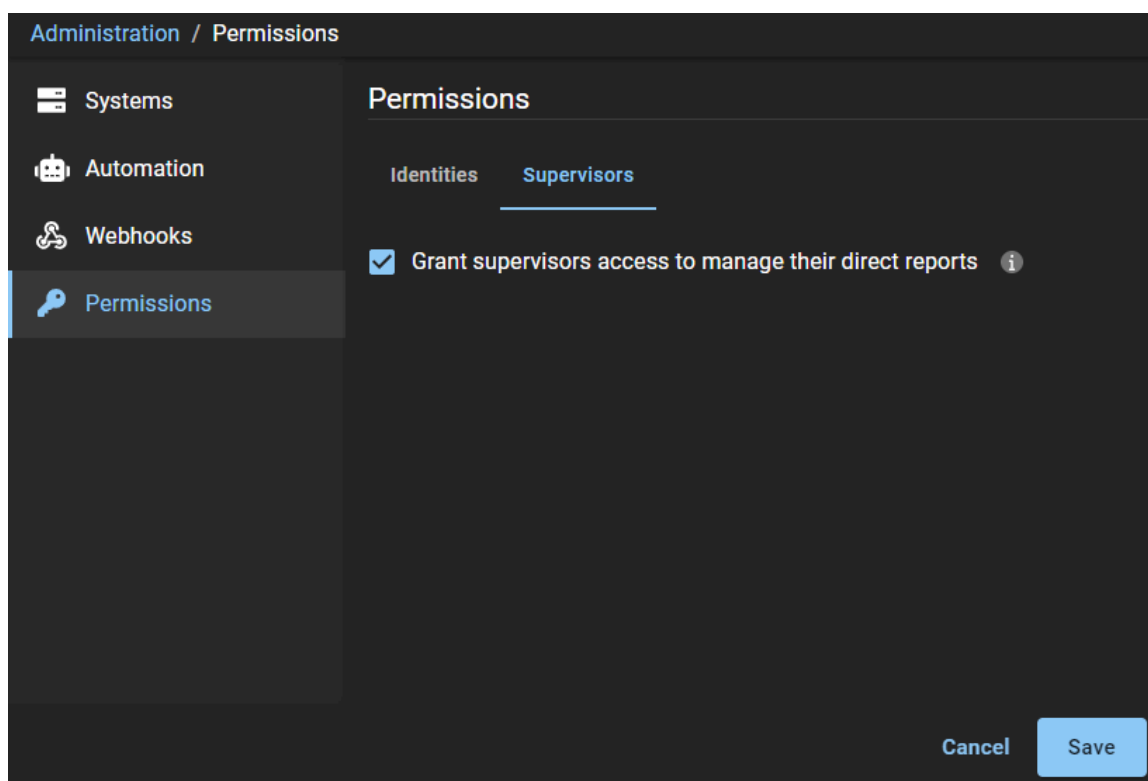 Administration / Permissions
Systems
Automation
Webhooks
Permissions
Permissions
Identities Supervisors
Grant supervisors access to manage their direct reports
Cancel Save